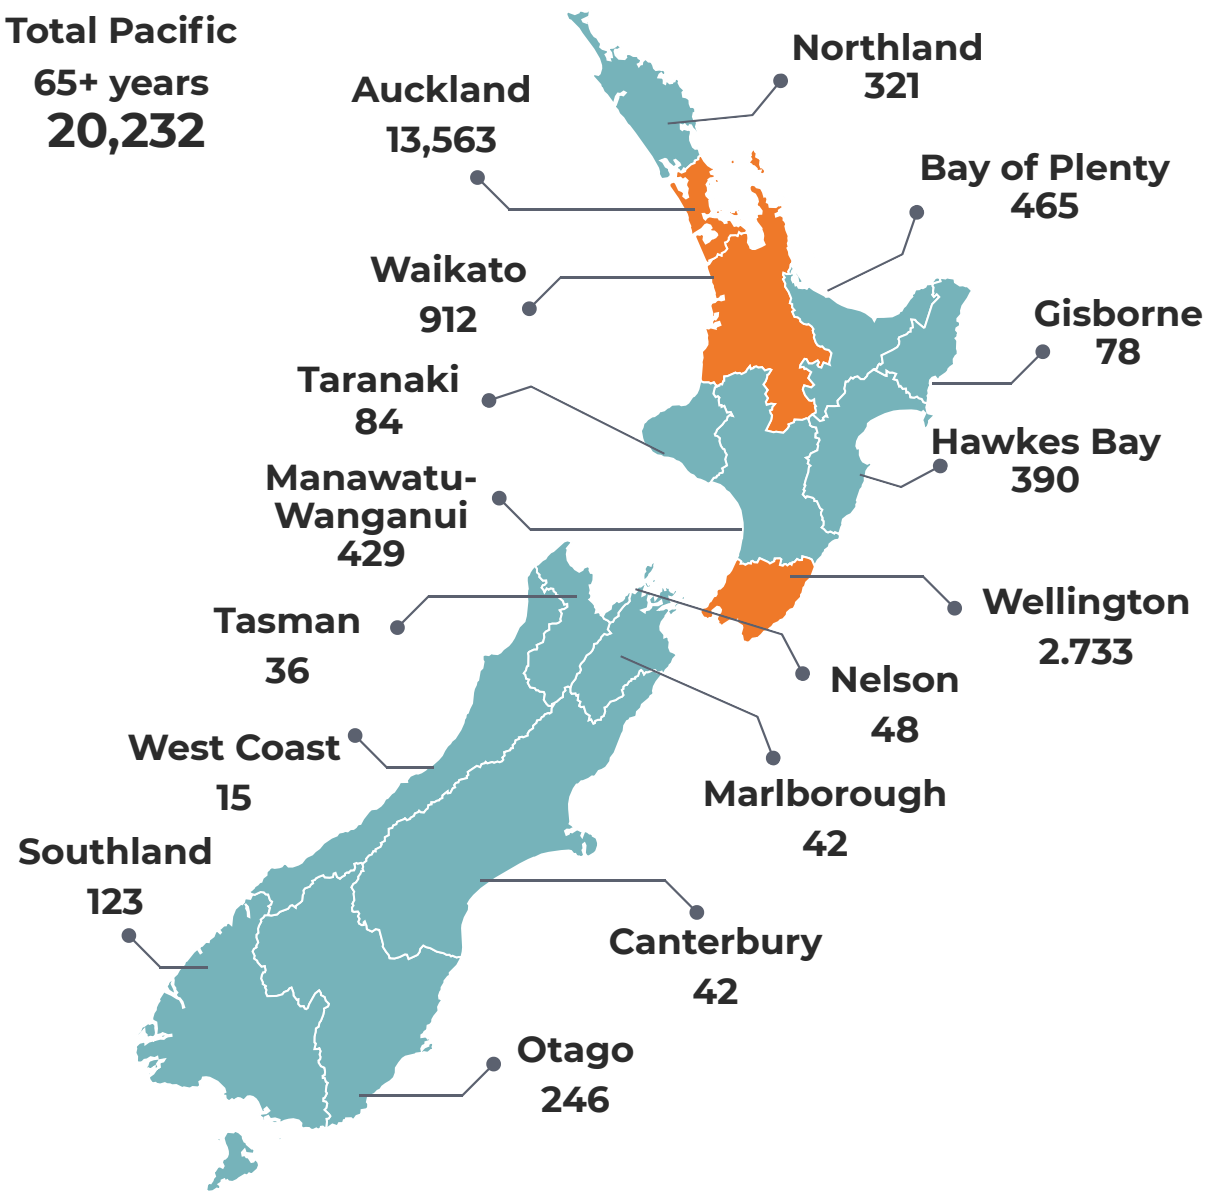 Total Pacific
65+ years
20,232
Northland
321
Auckland
13,563
Bay of Plenty
465
Waikato
912
Gisborne
78
Taranaki
84
Hawkes Bay
390
Manawatu-
Wanganui
429
Wellington
2.733
Tasman
36
Nelson
48
West Coast
15
Marlborough
42
Southland
123
Canterbury
42
Otago
246